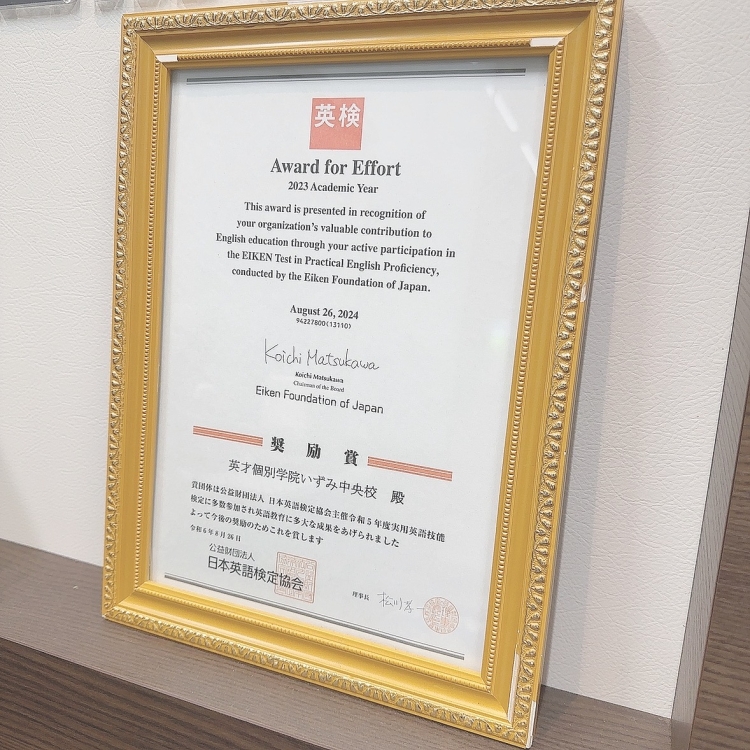 英検
Award for Effort
2023 Academic Year
This award is presented in recognition of
your organization's valuable contribution to
English education through your active participation in
the EIKEN Test in Practical English Proficiency,
conducted by the Eiken Foundation of Japan.
August 26, 2024
94227800(13110)
Koichi Matsukawa
Koichi Matsukawa
Chairman of the Board
Eiken Foundation of Japan
奨励賞
英才個別学院いずみ中央校 殿
貴団体は公益財団法人 日本英語検定協会主催令和5年度実用英語技能
検定に多数参加され英語教育に多大な成果をあげられました
よって今後の奨励のためこれを賞します
令和6年8月26日
公益財団法人
日本英語検定協会
理事長 松川孝一